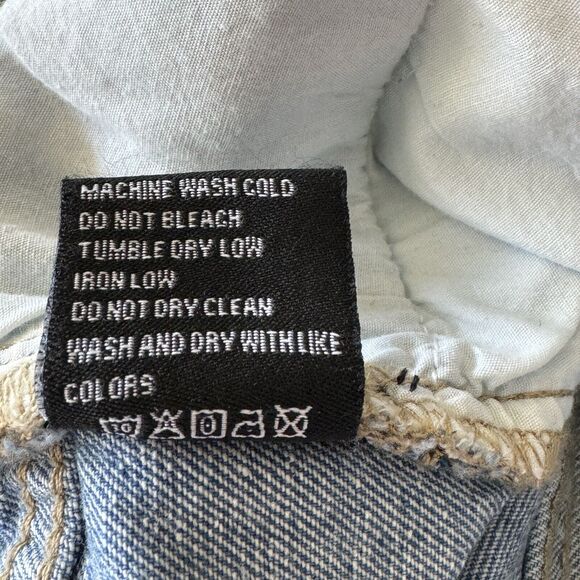 MACHINE WASH COLD
DO NOT BLEACH
TUMBLE DRY LOW
IRON LOW
DO NOT DRY CLEAN
WASH AND DRY WITH LIKE
COLORS